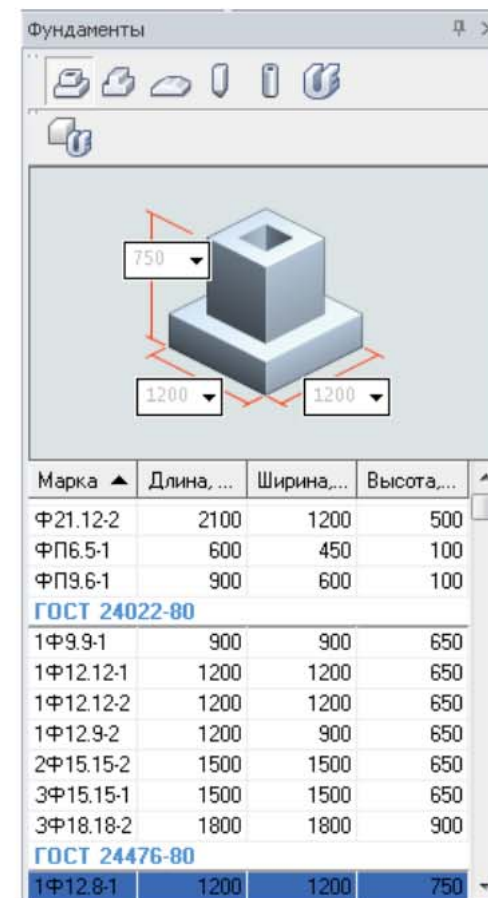 Фундаменты
750
1200 1200
Марка Длина, ... Ширина,... Высота,...
Ф21.12-2 2100 1200 500
ФП6.5-1 600 450 100
ФП9.6-1 900 600 100
ГОСТ 24022-80
1Ф9.9-1 900 900 650
1Ф12.12-1 1200 1200 650
1Ф12.12-2 1200 1200 650
1Ф12.9-2 1200 900 650
2Ф15.15-2 1500 1500 650
3Ф15.15-1 1500 1500 650
3Ф18.18-2 1800 1800 900
ГОСТ 24476-80
1Ф12.8-1 1200 1200 750